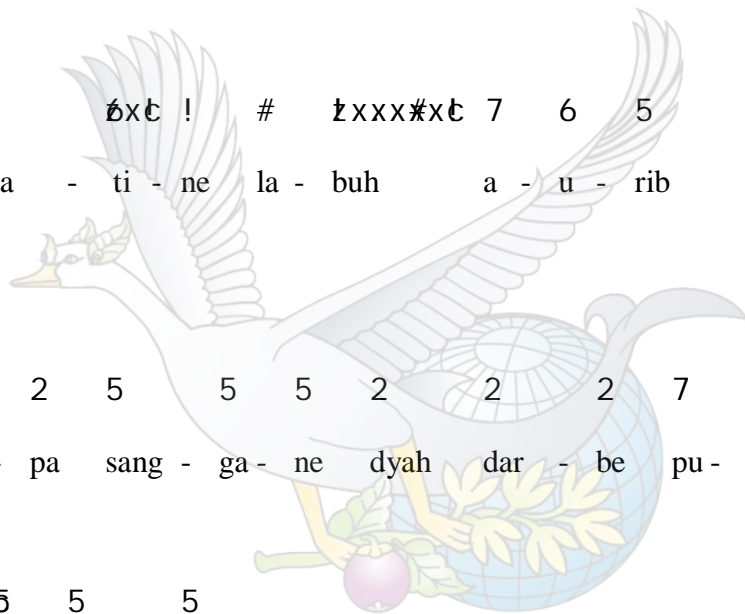 ! # 7 6 5
a - ti - ne la - buh a - u - rib
2 5 5 5 2 2 2 7
- pa sang - ga - ne dyah dar - be pu -
5 5 5